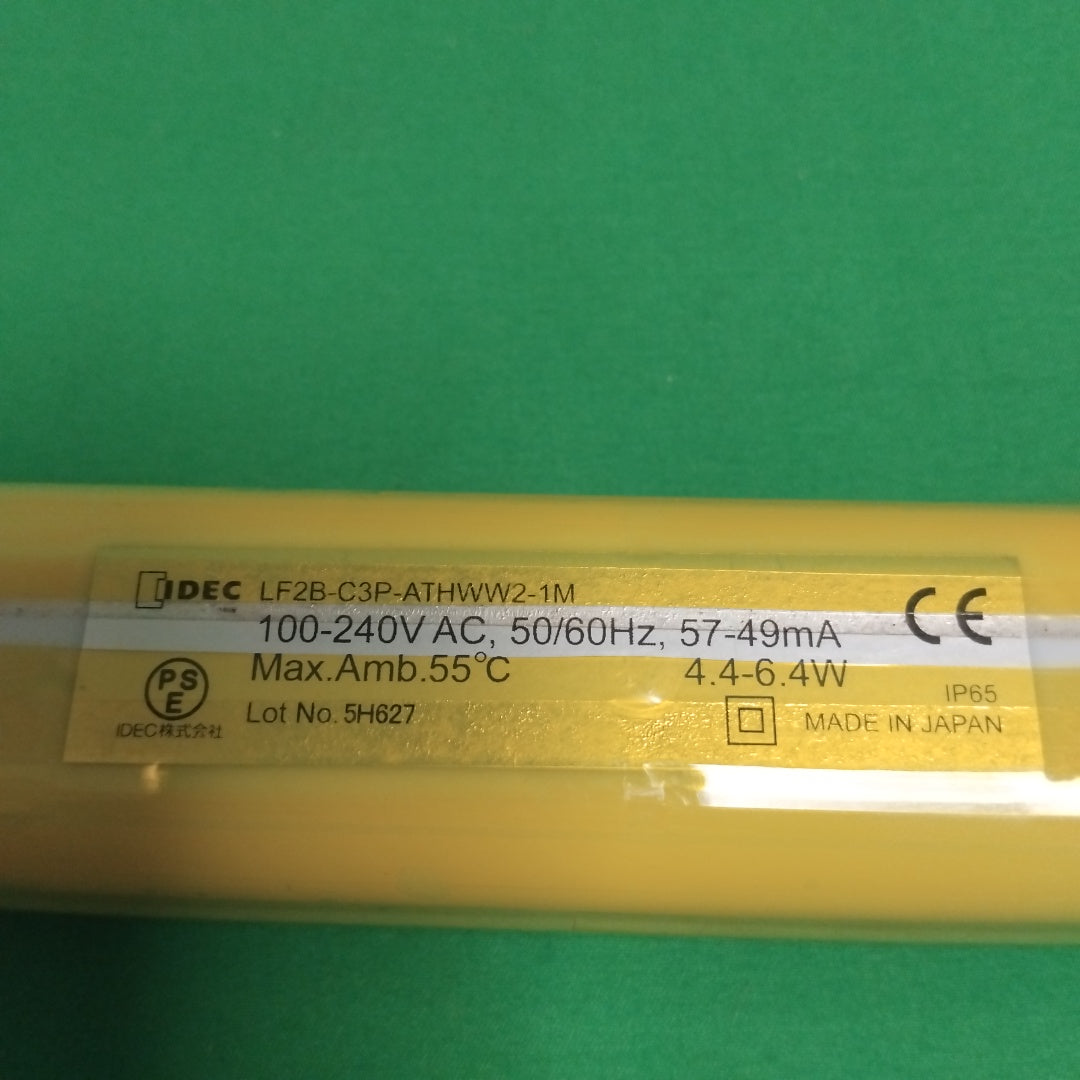 IDEC LF2B-C3P-ATHWW2-1M
CE
100-240V AC, 50/60Hz, 57-49mA
Max.Amb.55℃ 4.4-6.4W
PS
E
IP65
Lot No. 5H627
MADE IN JAPAN
IDEC株式会社